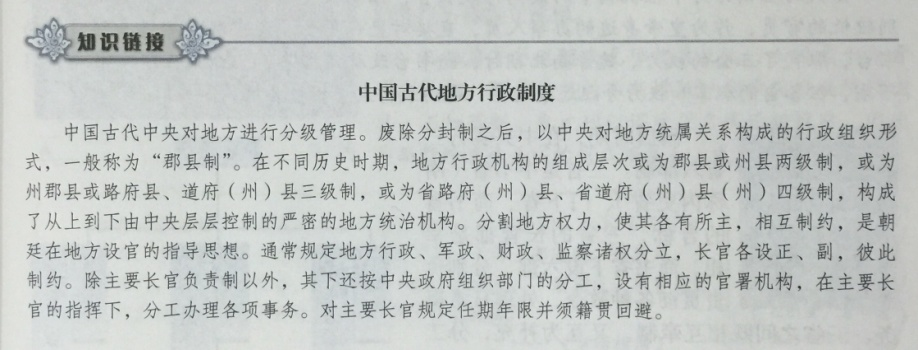 知识链接
中国古代地方行政制度
中国古代中央对地方进行分级管理。废除分封制之后，以中央对地方统属关系构成的行政组织形
式，一般称为“郡县制”。在不同历史时期，地方行政机构的组成层次或为郡县或州县两级制，或为
州郡县或路府县、道府（州）县三级制，或为省路府（州）县、省道府（州）县（州）四级制，构成
了从上到下由中央层层控制的严密的地方统治机构。分割地方权力，使其各有所主，相互制约，是朝
廷在地方设官的指导思想。通常规定地方行政、军政、财政、监察诸权分立，长官各设正、副，彼此
制约。除主要长官负责制以外，其下还按中央政府组织部门的分工，设有相应的官署机构，在主要长
官的指挥下，分工办理各项事务。对主要长官规定任期年限并须籍贯回避。